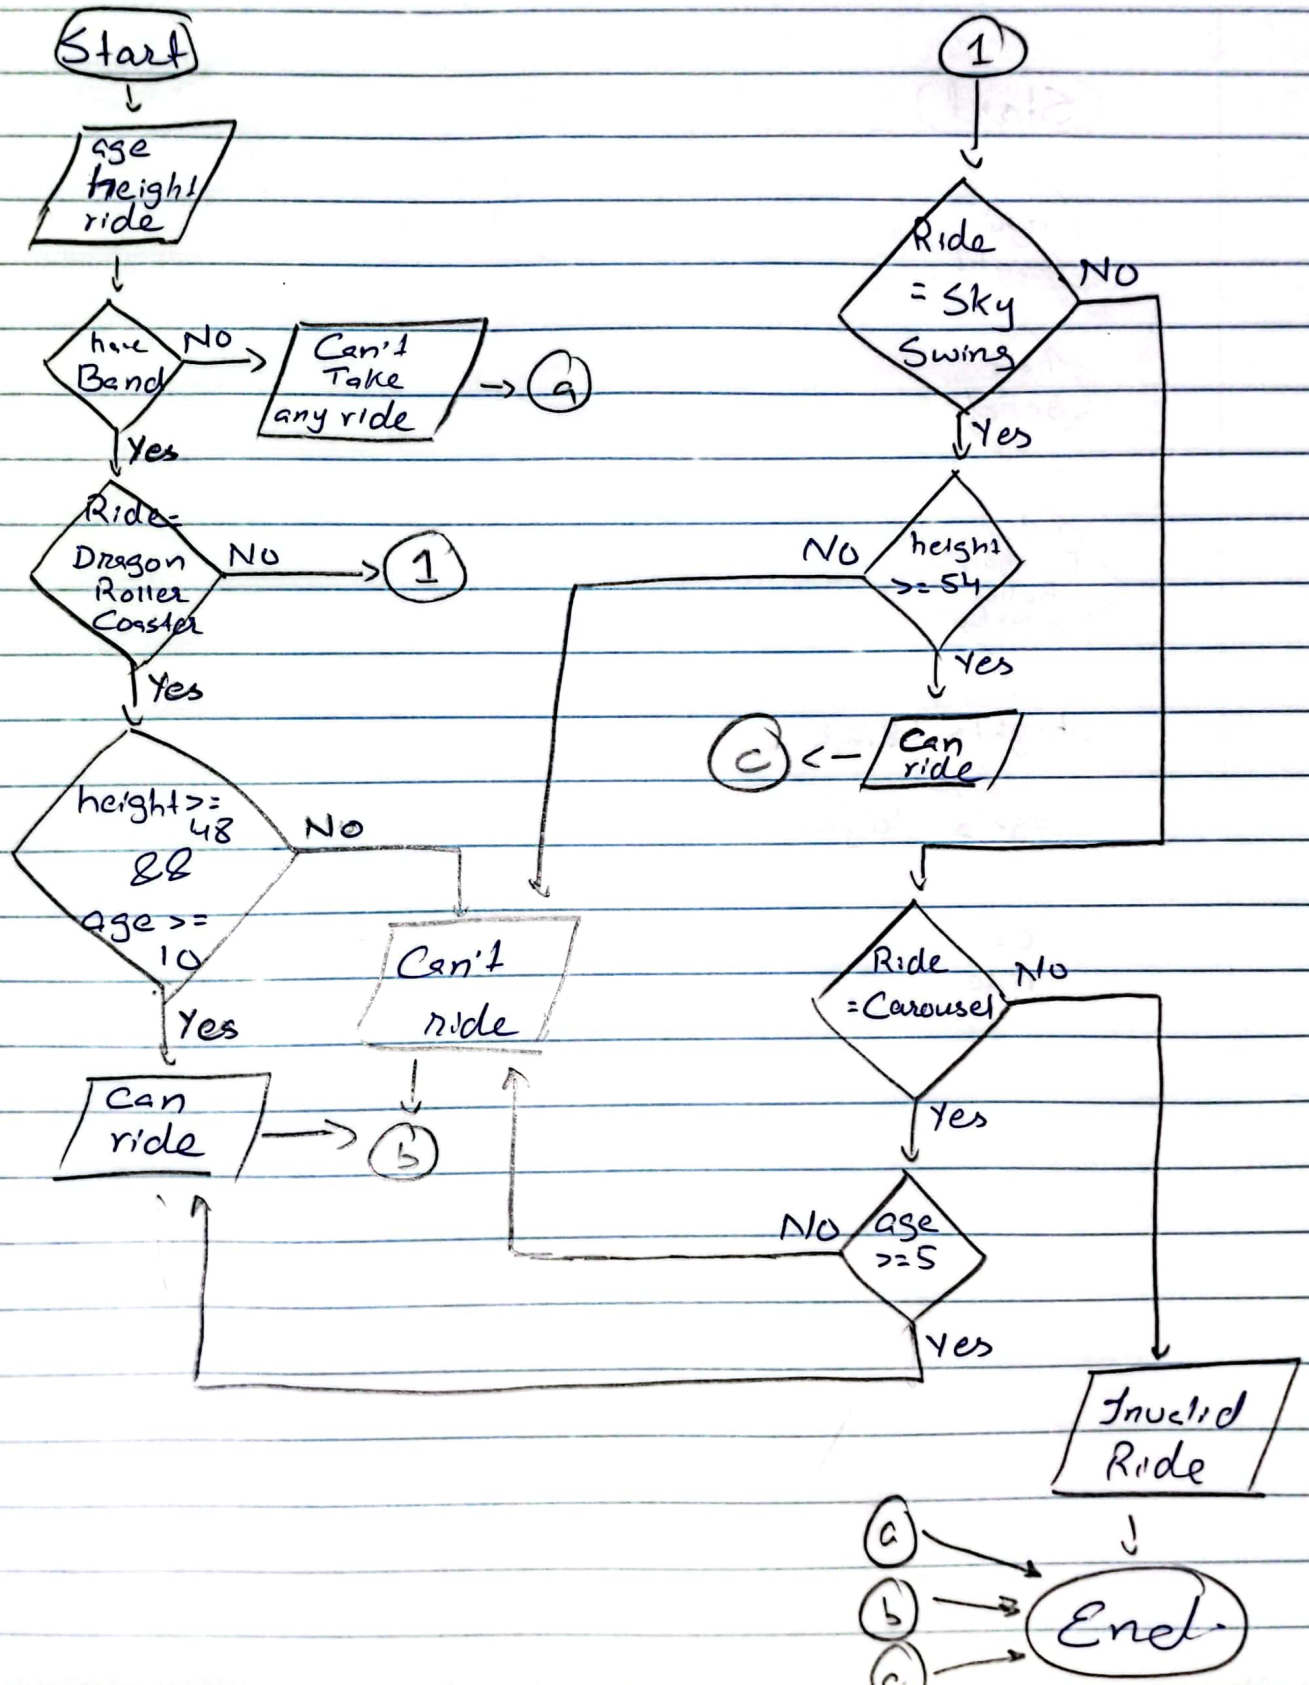 Start
age
height
ride
have
Band
NO
Can't
Take
any ride
a
Yes
Ride=
Dragon
Roller
Coaster
NO
1
Yes
height>=
48
&&
age >=
10
NO
Can't
ride
Yes
Can
ride
b
1
Ride
= Sky
Swing
NO
Yes
height
>=54
NO
Yes
Can
ride
c
Ride
=Carousel
No
Yes
age
>=5
No
Yes
Invalid
Ride
a
b
c
End